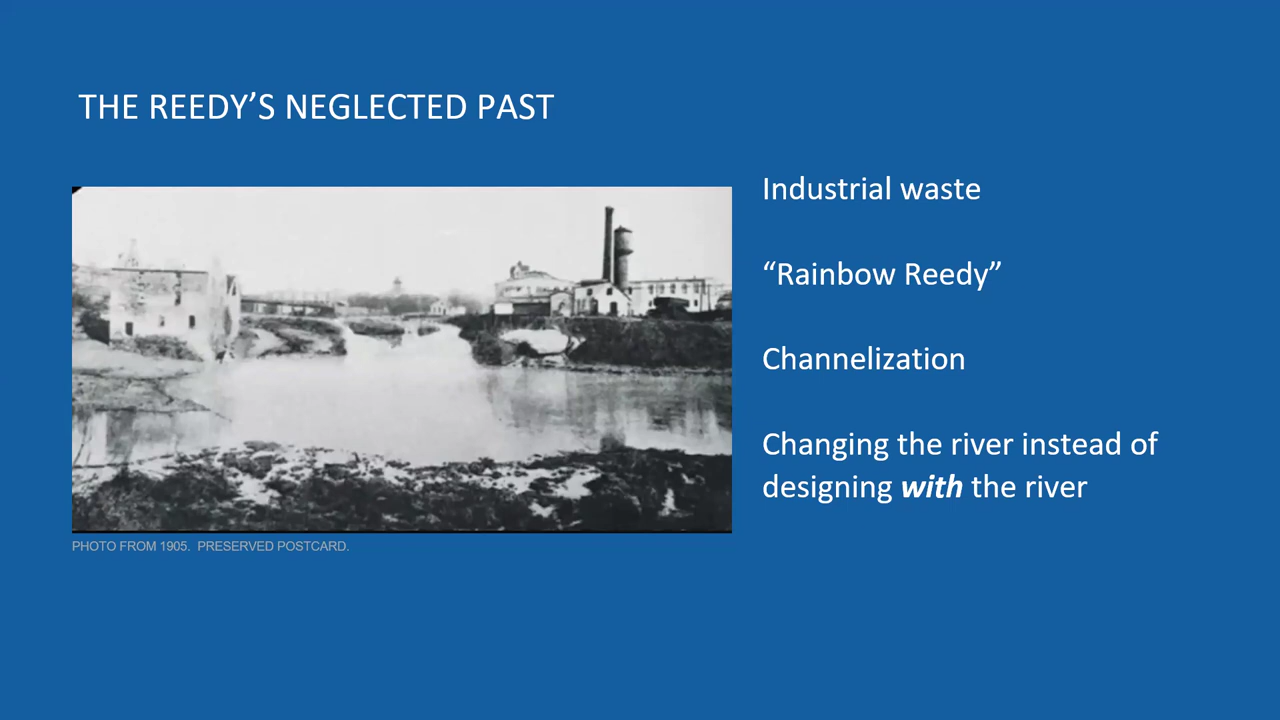 THE REEDY’S NEGLECTED PAST
Industrial waste
“Rainbow Reedy”
Channelization
Changing the river instead of
designing with the river
PHOTO FROM 1905.  PRESERVED POSTCARD.